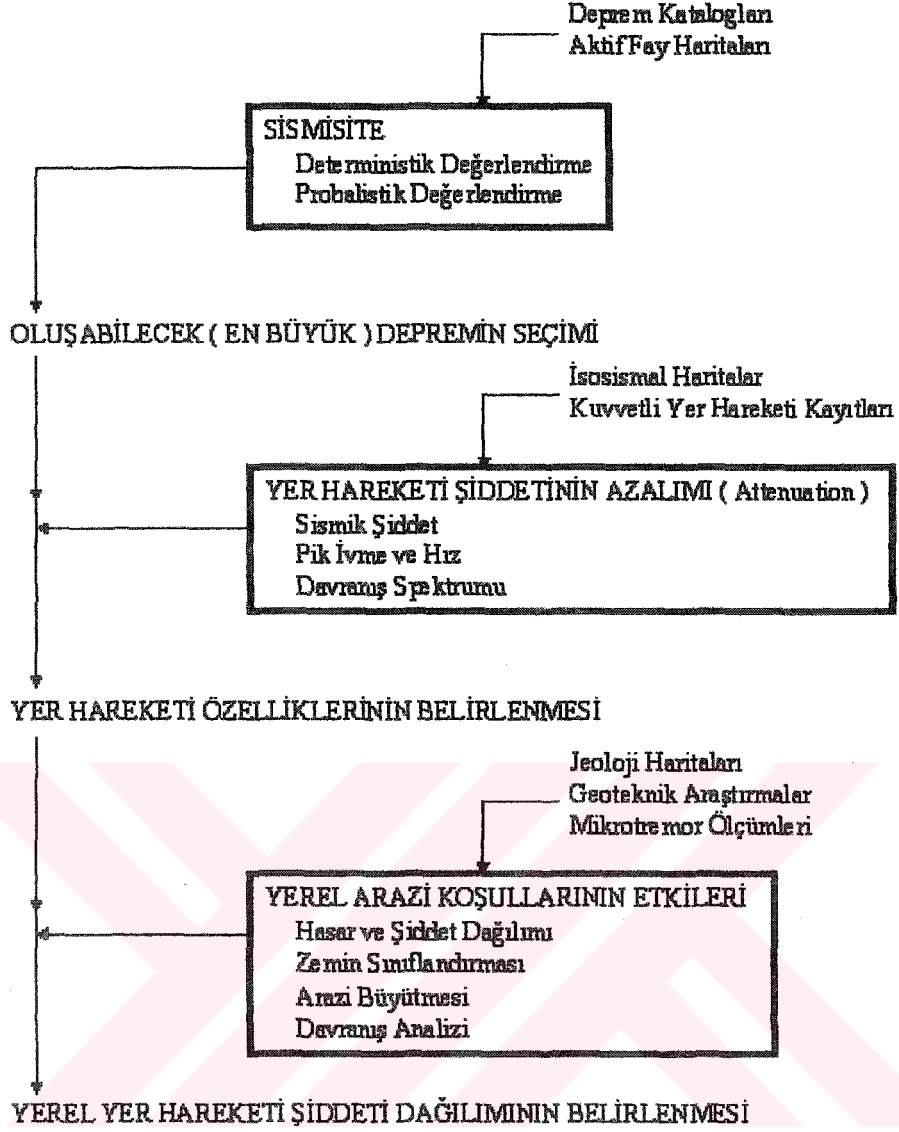 Deprem Katalogları
Aktif Fay Haritaları
SİSMİSİTE
Deterministik Değerlendirme
Probalistik Değerlendirme
OLUŞABİLECEK ( EN BÜYÜK ) DEPREMİN SEÇİMİ
İsosismal Haritalar
Kuvvetli Yer Hareketi Kayıtları
YER HAREKETİ ŞİDDETİNİN AZALIMI ( Attenuation )
Sismik Şiddet
Pik İvme ve Hız
Davranış Spektrumu
YER HAREKETİ ÖZELLİKLERİNİN BELİRLENMESİ
Jeoloji Haritaları
Geoteknik Araştırmalar
Mikrotremor Ölçümleri
YEREL ARAZİ KOŞULLARININ ETKİLERİ
Hasar ve Şiddet Dağılımı
Zemin Sınıflandırması
Arazi Büyütmesi
Davranış Analizi
YEREL YER HAREKETİ ŞİDDETİ DAĞILIMININ BELİRLENMESİ